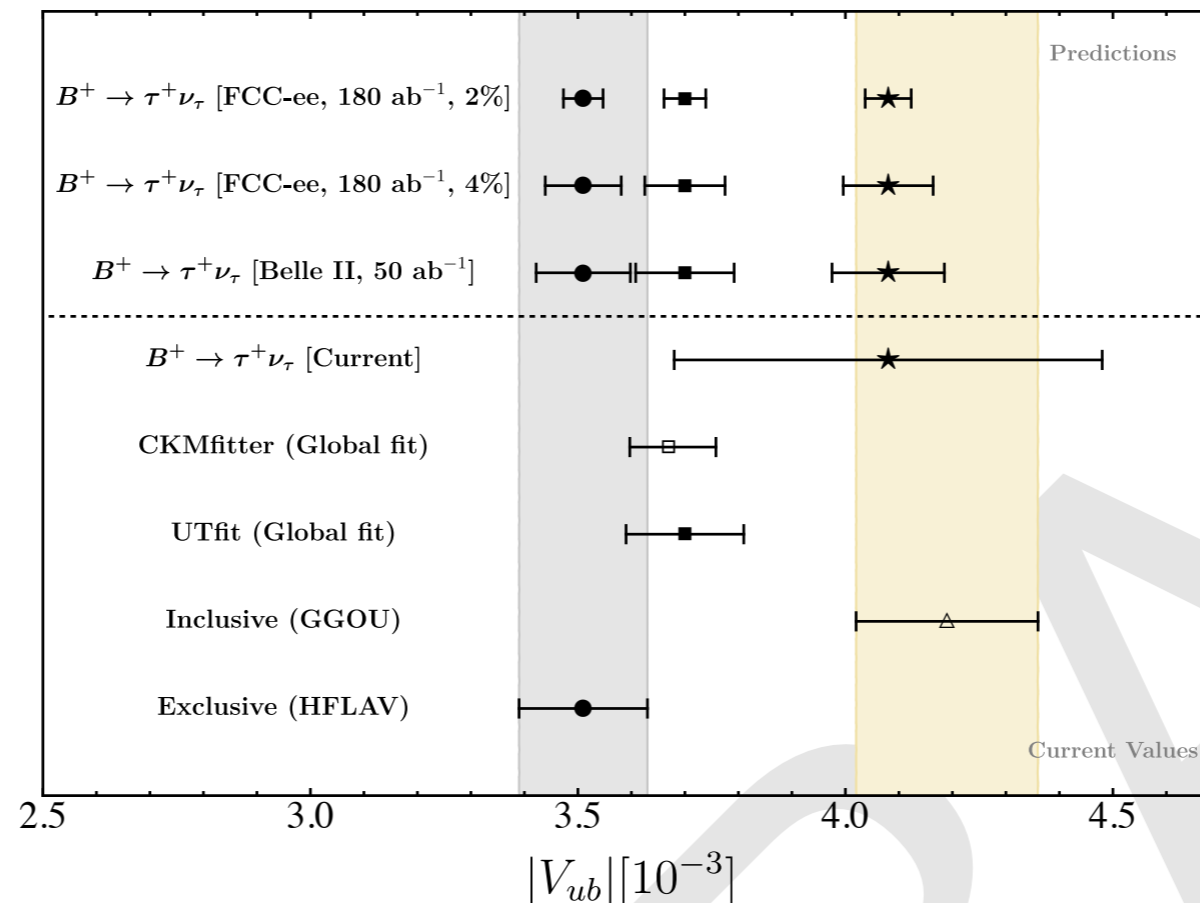 Predictions
B⁺ → τ⁺ν_τ [FCC-ee, 180 ab⁻¹, 2%]
B⁺ → τ⁺ν_τ [FCC-ee, 180 ab⁻¹, 4%]
B⁺ → τ⁺ν_τ [Belle II, 50 ab⁻¹]
B⁺ → τ⁺ν_τ [Current]
CKMfitter (Global fit)
UTfit (Global fit)
Inclusive (GGOU)
Exclusive (HFLAV)
Current Values
2.5 3.0 3.5 4.0 4.5
|V_{ub}|[10⁻³]